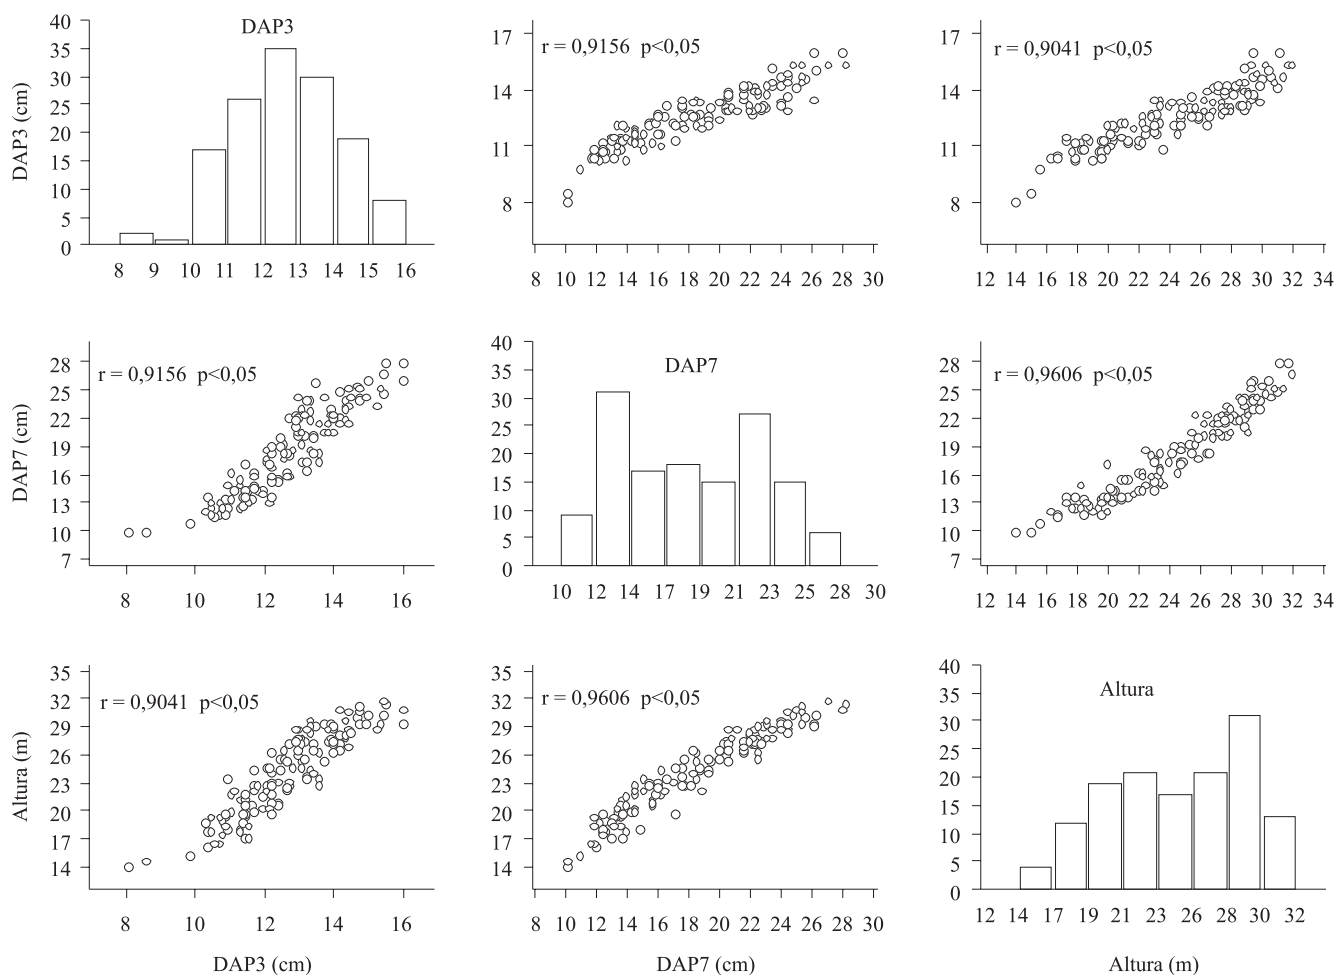 DAP3
DAP3 (cm)
40
35
30
25
20
15
10
5
0
8 9 10 11 12 13 14 15 16
r = 0,9156 p<0,05
17
14
11
8
8 10 12 14 16 18 20 22 24 26 28 30
r = 0,9041 p<0,05
17
14
11
8
12 14 16 18 20 22 24 26 28 30 32 34
DAP7 (cm)
r = 0,9156 p<0,05
28
25
22
19
16
13
10
7
8 10 12 14 16
DAP7
40
35
30
25
20
15
10
5
0
10 12 14 17 19 21 23 25 28 30
r = 0,9606 p<0,05
28
25
22
19
16
13
10
7
12 14 16 18 20 22 24 26 28 30 32 34
Altura (m)
r = 0,9041 p<0,05
35
32
29
26
23
20
17
14
8 10 12 14 16
DAP3 (cm)
r = 0,9606 p<0,05
35
32
29
26
23
20
17
14
8 10 12 14 16 18 20 22 24 26 28 30
DAP7 (cm)
Altura
40
35
30
25
20
15
10
5
0
12 14 17 19 21 23 26 28 30 32
Altura (m)